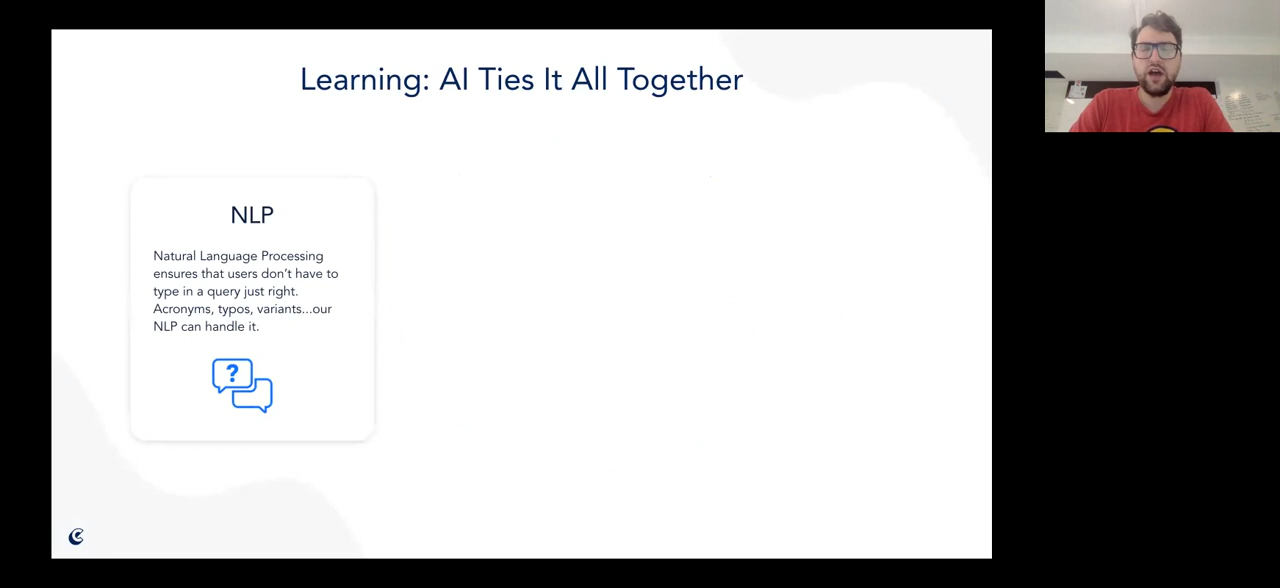 Learning: AI Ties It All Together
NLP
Natural Language Processing
ensures that users don't have to
type in a query just right.
Acronyms, typos, variants...our
NLP can handle it.
?